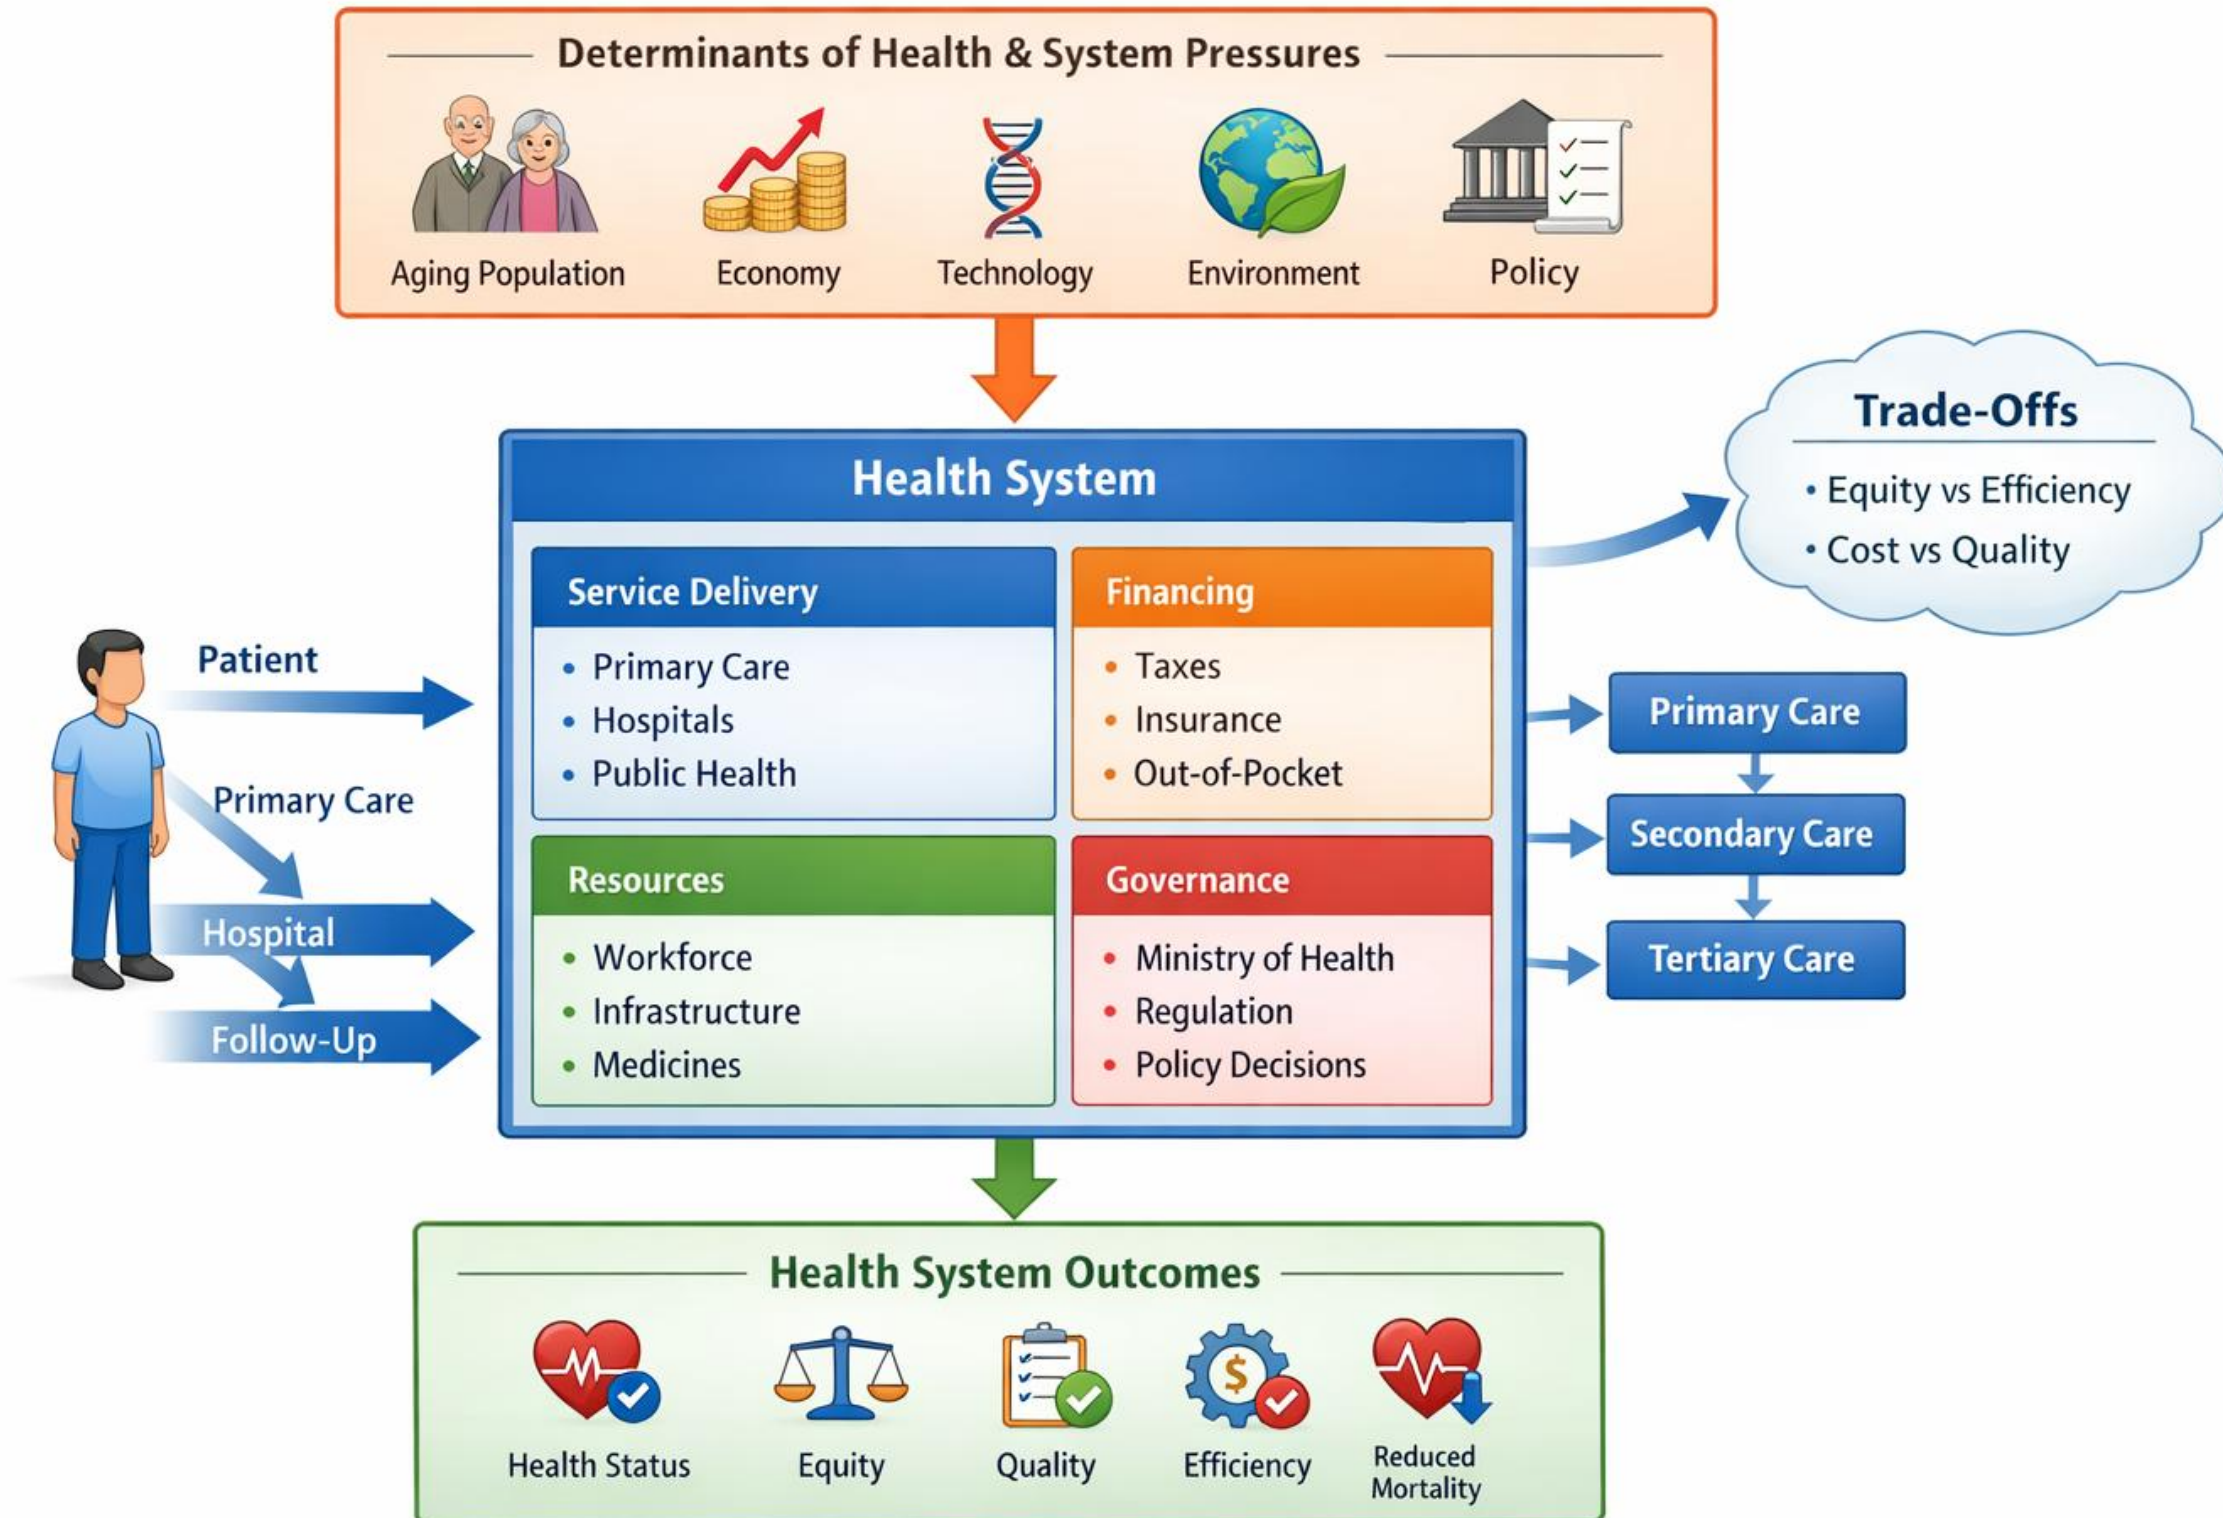 Determinants of Health & System Pressures
Aging Population
Economy
Technology
Environment
Policy
Trade-Offs
• Equity vs Efficiency
• Cost vs Quality
Health System
Service Delivery
• Primary Care
• Hospitals
• Public Health
Financing
• Taxes
• Insurance
• Out-of-Pocket
Resources
• Workforce
• Infrastructure
• Medicines
Governance
• Ministry of Health
• Regulation
• Policy Decisions
Patient
Primary Care
Hospital
Follow-Up
Primary Care
Secondary Care
Tertiary Care
Health System Outcomes
$
Health Status
Equity
Quality
Efficiency
Reduced
Mortality